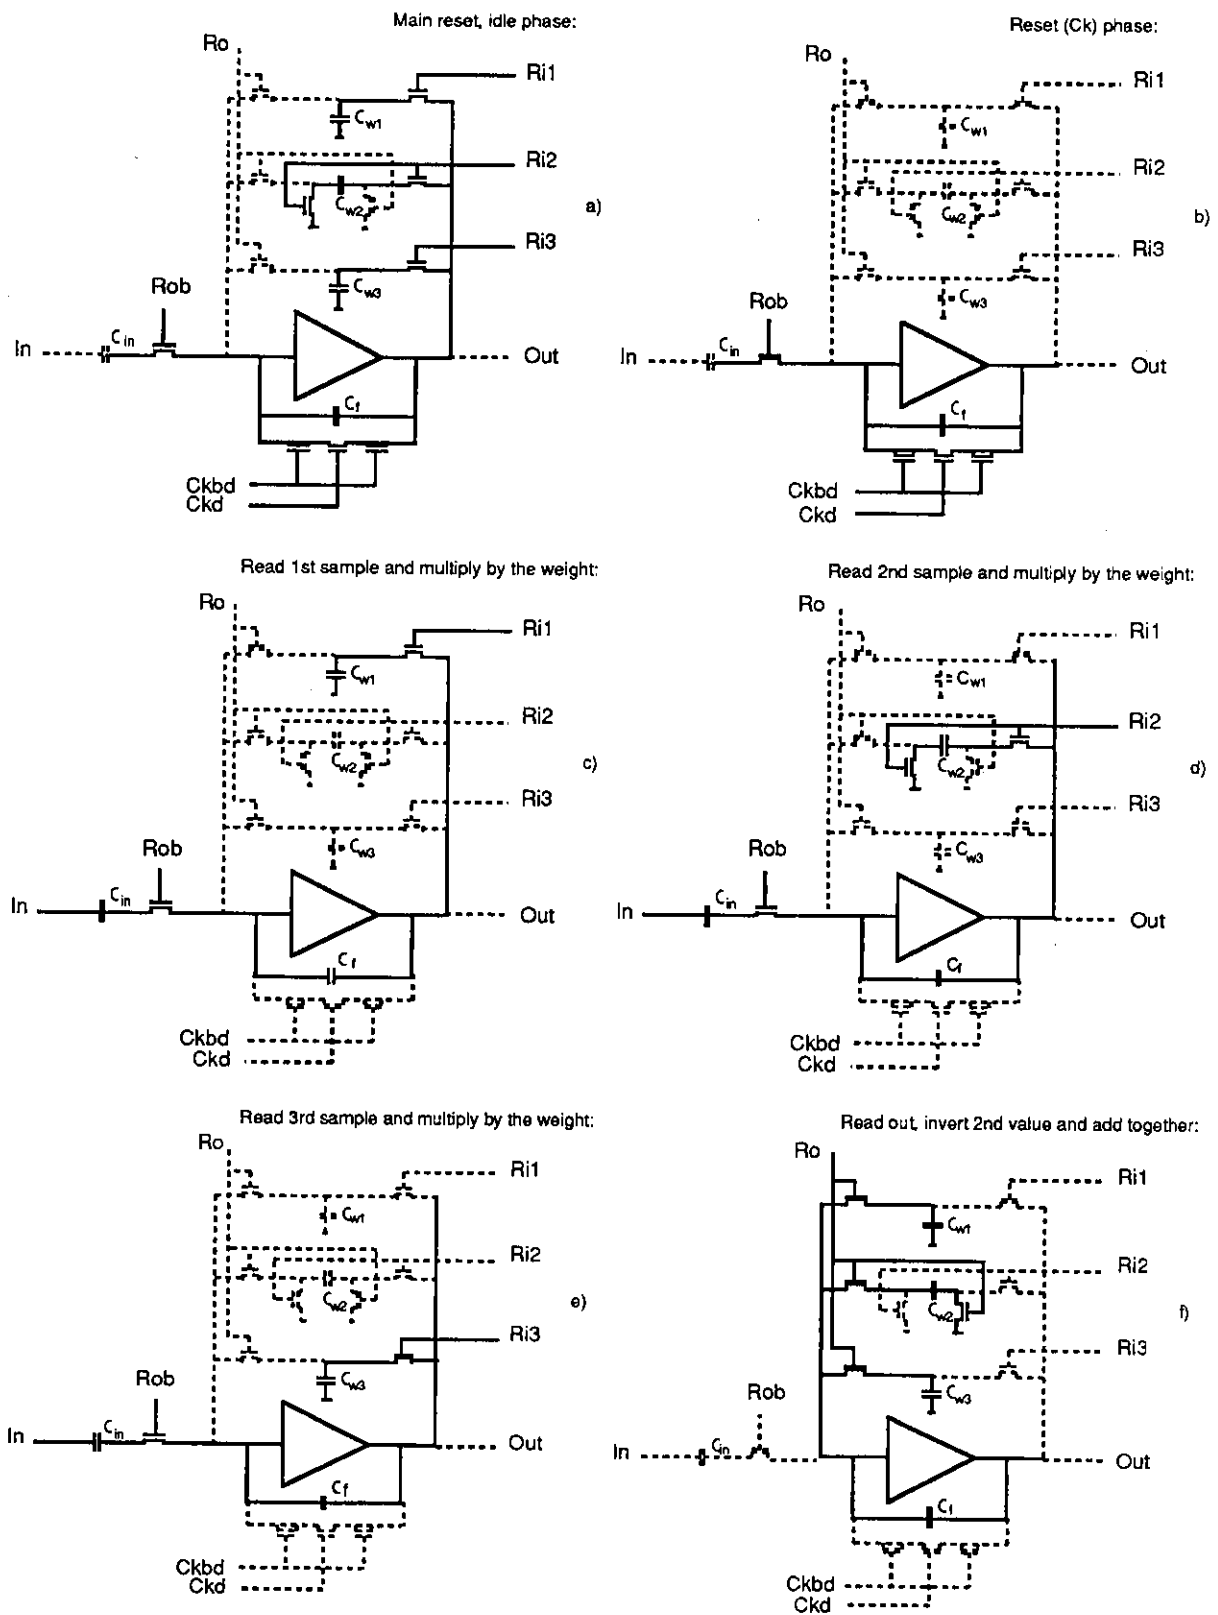 Main reset, idle phase:
Ro
Ri1
Cw1
Ri2
Cw2
a)
Ri3
Cw3
Rob
Cin
In
Out
Cf
Ckbd
Ckd
Reset (Ck) phase:
Ro
Ri1
Cw1
Ri2
Cw2
b)
Ri3
Cw3
Rob
Cin
In
Out
Cf
Ckbd
Ckd
Read 1st sample and multiply by the weight:
Ro
Ri1
Cw1
Ri2
Cw2
c)
Ri3
Cw3
Rob
Cin
In
Out
Cf
Ckbd
Ckd
Read 2nd sample and multiply by the weight:
Ro
Ri1
Cw1
Ri2
Cw2
d)
Ri3
Cw3
Rob
Cin
In
Out
Cf
Ckbd
Ckd
Read 3rd sample and multiply by the weight:
Ro
Ri1
Cw1
Ri2
Cw2
e)
Ri3
Cw3
Rob
Cin
In
Out
Cf
Ckbd
Ckd
Read out, invert 2nd value and add together:
Ro
Ri1
Cw1
Ri2
Cw2
f)
Ri3
Cw3
Rob
Cin
In
Out
Cf
Ckbd
Ckd